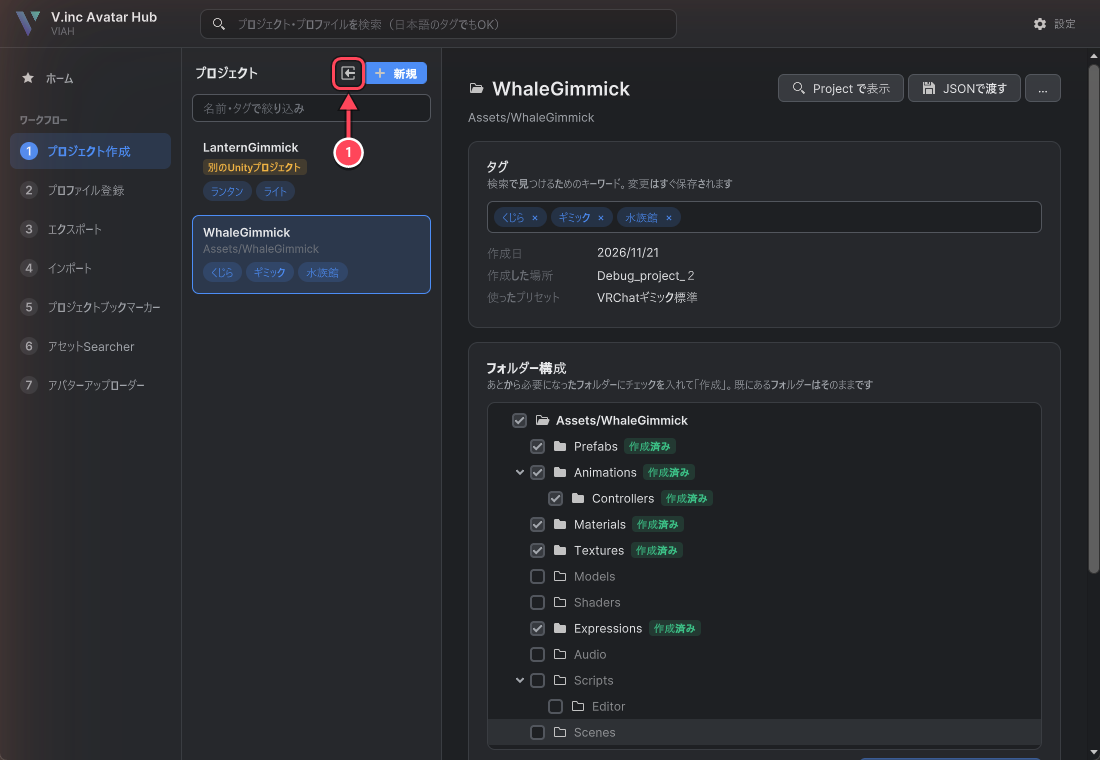 V.inc Avatar Hub
VIAH
プロジェクト・プロファイルを検索（日本語のタグでもOK）
設定
ホーム
ワークフロー
1 プロジェクト作成
2 プロファイル登録
3 エクスポート
4 インポート
5 プロジェクトブックマーカー
6 アセットSearcher
7 アバターアップローダー
プロジェクト
+ 新規
名前・タグで絞り込み
1
LanternGimmick
別のUnityプロジェクト
ランタン ライト
WhaleGimmick
Assets/WhaleGimmick
くじら ギミック 水族館
WhaleGimmick
Project で表示 JSONで渡す ...
Assets/WhaleGimmick
タグ
検索で見つけるためのキーワード。変更はすぐ保存されます
くじら × ギミック × 水族館 ×
作成日 2026/11/21
作成した場所 Debug_project_2
使ったプリセット VRChatギミック標準
フォルダー構成
あとから必要になったフォルダーにチェックを入れて「作成」。既にあるフォルダーはそのままです
Assets/WhaleGimmick
Prefabs 作成済み
Animations 作成済み
Controllers 作成済み
Materials 作成済み
Textures 作成済み
Models
Shaders
Expressions 作成済み
Audio
Scripts
Editor
Scenes